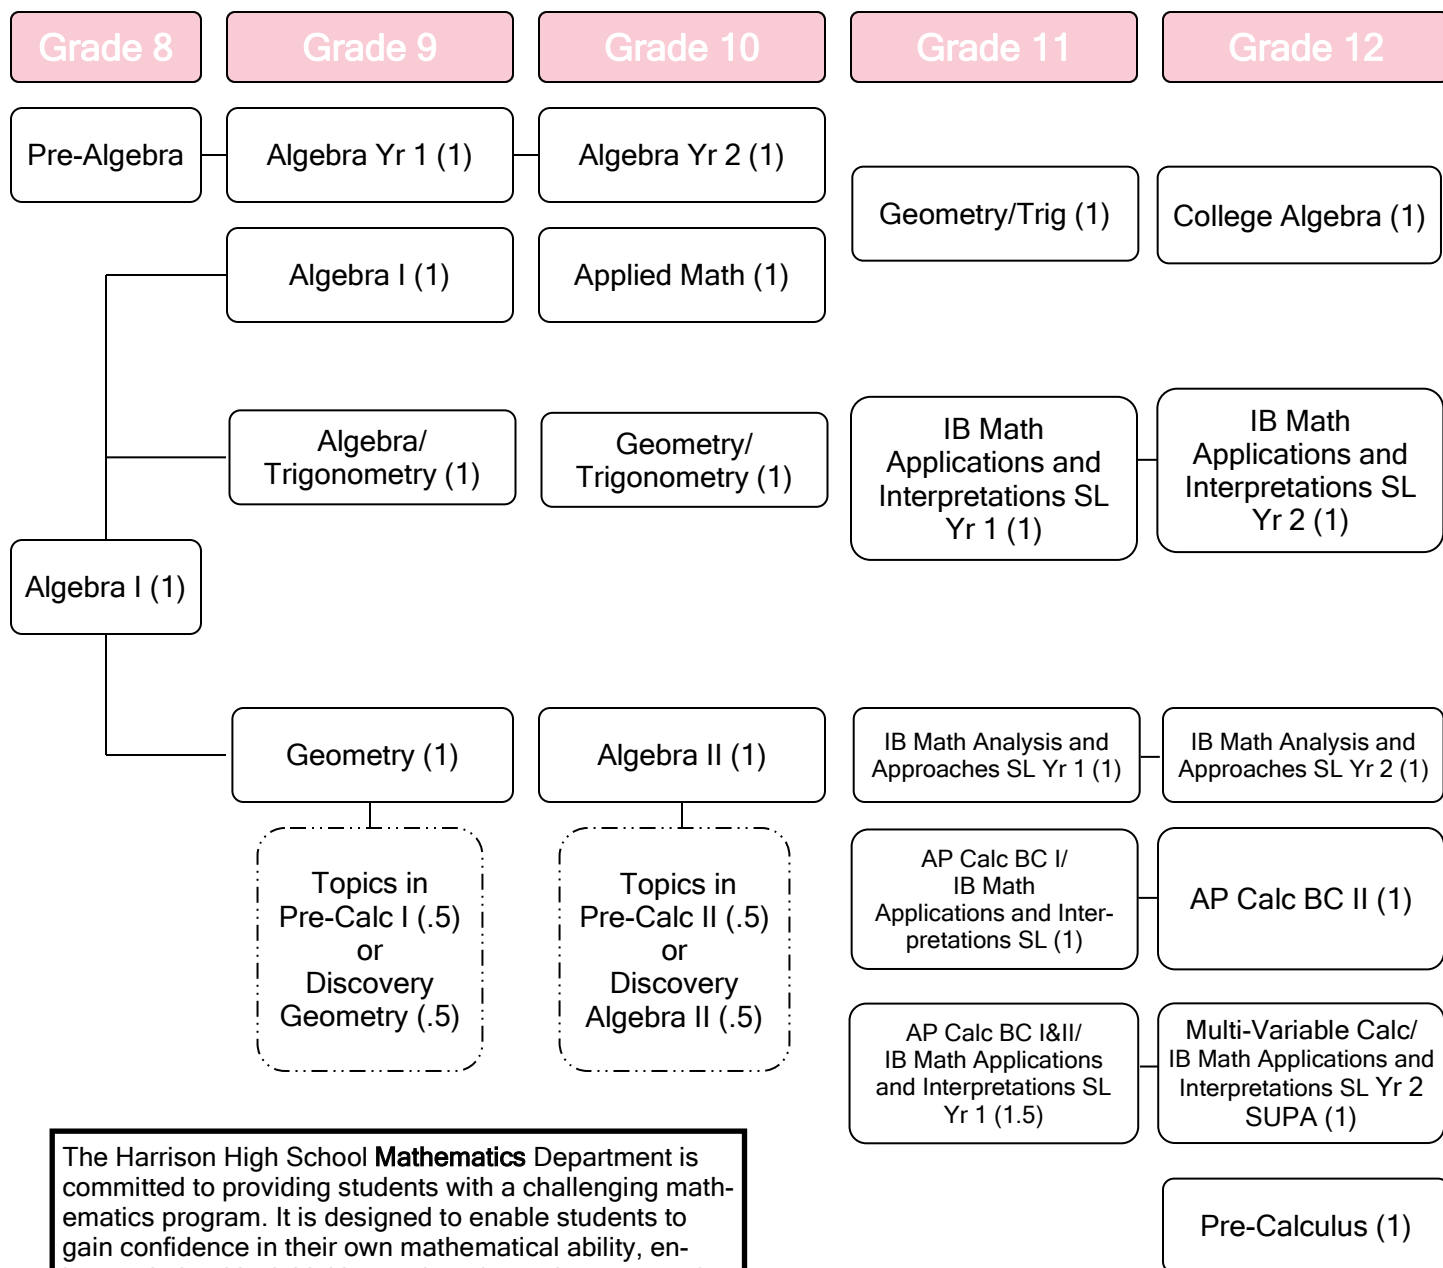 Grade 8
Grade 9
Grade 10
Grade 11
Grade 12
Pre-Algebra
Algebra Yr 1 (1)
Algebra Yr 2 (1)
Geometry/Trig (1)
College Algebra (1)
Algebra I (1)
Applied Math (1)
Algebra/
Trigonometry (1)
Geometry/
Trigonometry (1)
IB Math
Applications and
Interpretations SL
Yr 1 (1)
IB Math
Applications and
Interpretations SL
Yr 2 (1)
Algebra I (1)
Geometry (1)
Algebra II (1)
IB Math Analysis and
Approaches SL Yr 1 (1)
IB Math Analysis and
Approaches SL Yr 2 (1)
Topics in
Pre-Calc I (.5)
or
Discovery
Geometry (.5)
Topics in
Pre-Calc II (.5)
or
Discovery
Algebra II (.5)
AP Calc BC I/
IB Math
Applications and Inter-
pretations SL (1)
AP Calc BC II (1)
AP Calc BC I&II/
IB Math Applications
and Interpretations SL
Yr 1 (1.5)
Multi-Variable Calc/
IB Math Applications and
Interpretations SL Yr 2
SUPA (1)
Pre-Calculus (1)
The Harrison High School Mathematics Department is
committed to providing students with a challenging math-
ematics program. It is designed to enable students to
gain confidence in their own mathematical ability, en-